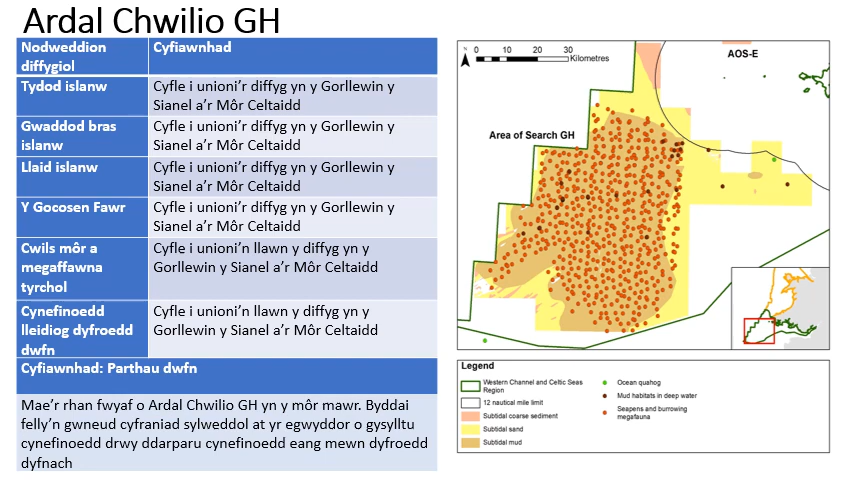 Ardal Chwilio GH
Nodweddion
diffygiol
Cyfiawnhad
Tydod islanw
Cyfle i unioni’r diffyg yn y Gorllewin y
Sianel a’r Môr Celtaidd
Gwaddod bras
islanw
Cyfle i unioni’r diffyg yn y Gorllewin y
Sianel a’r Môr Celtaidd
Llaid islanw
Cyfle i unioni’r diffyg yn y Gorllewin y
Sianel a’r Môr Celtaidd
Y Gocosen Fawr
Cyfle i unioni’r diffyg yn y Gorllewin y
Sianel a’r Môr Celtaidd
Cwils môr a
megaffawna
tyrchol
Cyfle i unioni’n llawn y diffyg yn y
Gorllewin y Sianel a’r Môr Celtaidd
Cynefinoedd
lleidiog dyfroedd
dwfn
Cyfle i unioni’n llawn y diffyg yn y
Gorllewin y Sianel a’r Môr Celtaidd
Cyfiawnhad: Parthau dwfn
Mae’r rhan fwyaf o Ardal Chwilio GH yn y môr mawr. Byddai
felly’n gwneud cyfraniad sylweddol at yr egwyddor o gysylltu
cynefinoedd drwy ddarparu cynefinoedd eang mewn dyfroedd
dyfnach
0 10 20 30
Kilometres
N
AOS-E
Area of Search GH
Legend
Western Channel and Celtic Seas
Region
12 nautical mile limit
Subtidal coarse sediment
Subtidal sand
Subtidal mud
Ocean quahog
Mud habitats in deep water
Seapens and burrowing
megafauna